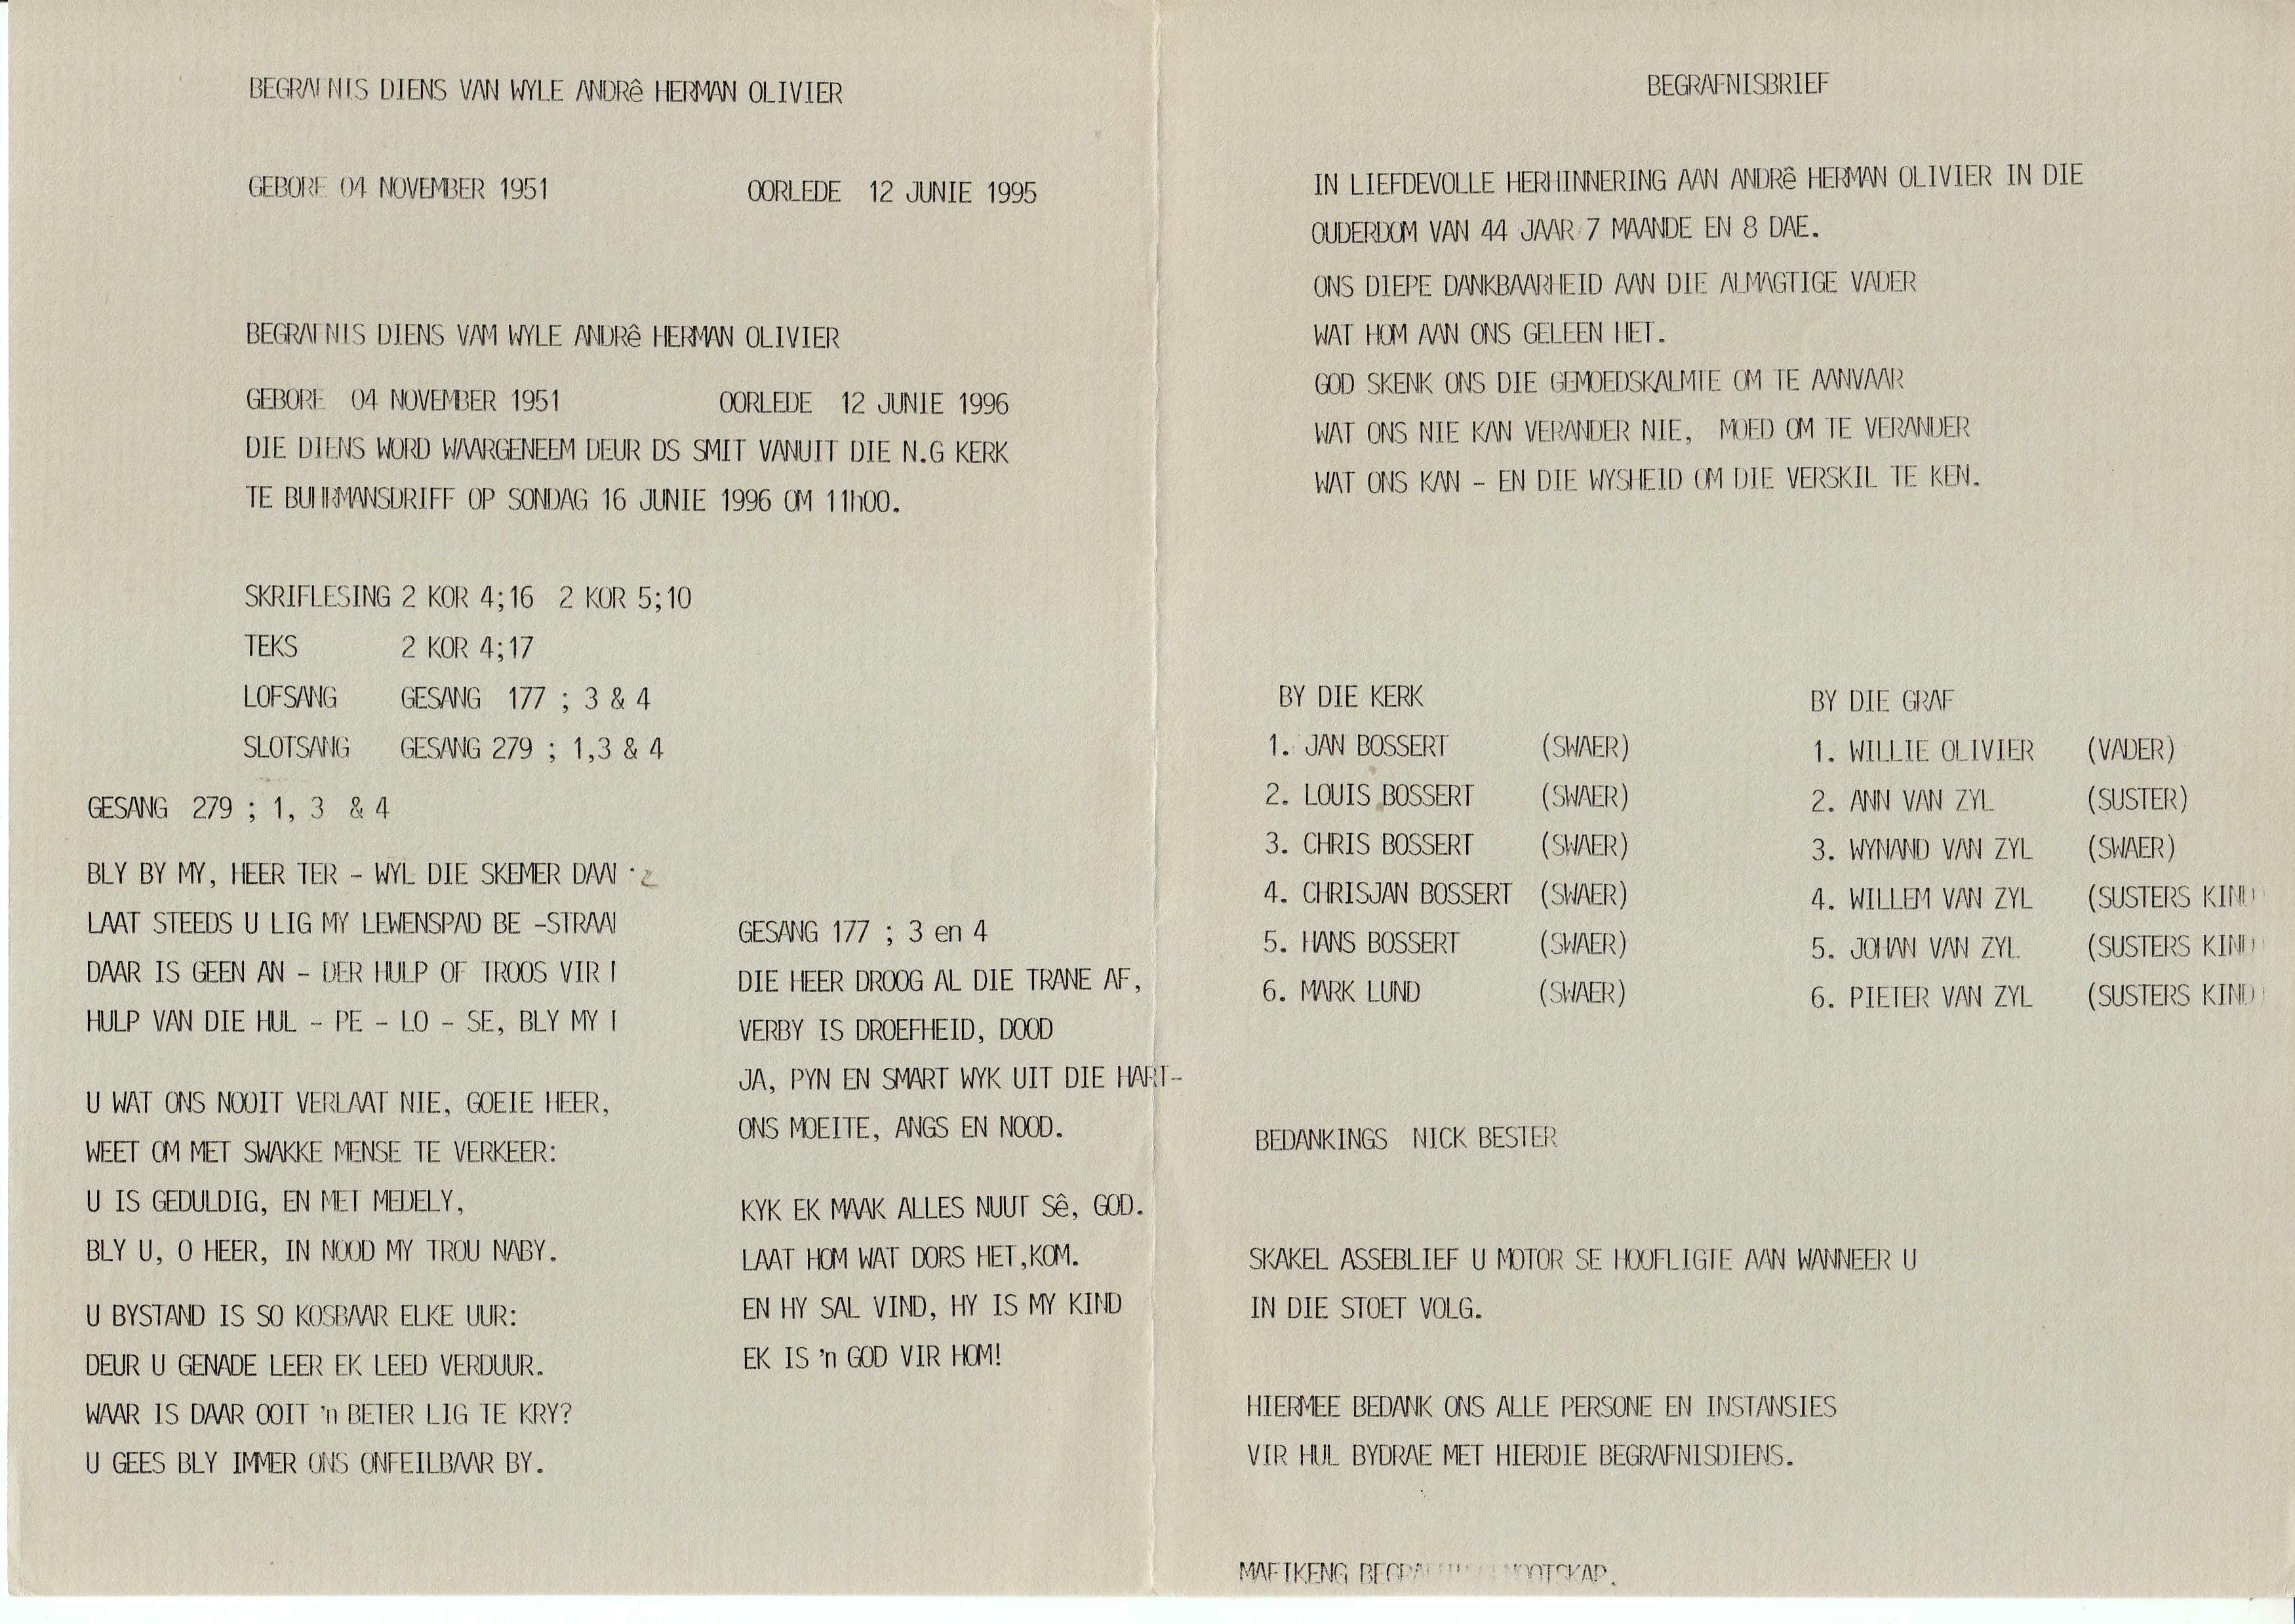 BEGRAFNIS DIENS VAN WYLE ANDRê HERMAN OLIVIER
GEBORE 04 NOVEMBER 1951 OORLEDE 12 JUNIE 1995
BEGRAFNIS DIENS VAM WYLE ANDRê HERMAN OLIVIER
GEBORE 04 NOVEMBER 1951 OORLEDE 12 JUNIE 1996
DIE DIENS WORD WAARGENEEM DEUR DS SMIT VANUIT DIE N.G KERK
TE BUHRMANSDRIFF OP SONDAG 16 JUNIE 1996 OM 11h00.
SKRIFLESING 2 KOR 4;16 2 KOR 5;10
TEKS 2 KOR 4;17
LOFSANG GESANG 177 ; 3 & 4
SLOTSANG GESANG 279 ; 1,3 & 4
GESANG 279 ; 1, 3 & 4
BLY BY MY, HEER TER - WYL DIE SKEMER
LAAT STEEDS U LIG MY LEWENSPAD BE -STRAA
DAAR IS GEEN AN - DER HULP OF TROOS VIR
HULP VAN DIE HUL - PE - LO - SE, BLY MY
U WAT ONS NOOIT VERLAAT NIE, GOEIE HEER,
WEET OM MET SWAKKE MENSE TE VERKEER:
U IS GEDULDIG, EN MET MEDELY,
BLY U, O HEER, IN NOOD MY TROU NABY.
U BYSTAND IS SO KOSBAAR ELKE UUR:
DEUR U GENADE LEER EK LEED VERDUUR.
WAAR IS DAAR OOIT 'n BETER LIG TE KRY?
U GEES BLY IMMER ONS ONFEILBAAR BY.
GESANG 177 ; 3 en 4
DIE HEER DROOG AL DIE TRANE AF,
VERBY IS DROEFHEID, DOOD
JA, PYN EN SMART WYK UIT DIE HART-
ONS MOEITE, ANGS EN NOOD.
KYK EK MAAK ALLES NUUT Sê, GOD.
LAAT HOM WAT DORS HET,KOM.
EN HY SAL VIND, HY IS MY KIND
EK IS 'n GOD VIR HOM!
BEGRAFNISBRIEF
IN LIEFDEVOLLE HERHINNERING AAN ANDRê HERMAN OLIVIER IN DIE
OUDERDOM VAN 44 JAAR 7 MAANDE EN 8 DAE.
ONS DIEPE DANKBAARHEID AAN DIE ALMAGTIGE VADER
WAT HOM AAN ONS GELEEN HET.
GOD SKENK ONS DIE GEMOEDSKALMTE OM TE AANVAAR
WAT ONS NIE KAN VERANDER NIE, MOED OM TE VERANDER
WAT ONS KAN - EN DIE WYSHEID OM DIE VERSKIL TE KEN.
BY DIE KERK
1. JAN BOSSERT (SWAER)
2. LOUIS BOSSERT (SWAER)
3. CHRIS BOSSERT (SWAER)
4. CHRISJAN BOSSERT (SWAER)
5. HANS BOSSERT (SWAER)
6. MARK LUND (SWAER)
BY DIE GRAF
1. WILLIE OLIVIER (VADER)
2. ANN VAN ZYL (SUSTER)
3. WYNAND VAN ZYL (SWAER)
4. WILLEM VAN ZYL (SUSTERS KIND)
5. JOHAN VAN ZYL (SUSTERS KIND)
6. PIETER VAN ZYL (SUSTERS KIND)
BEDANKINGS NICK BESTER
SKAKEL ASSEBLIEF U MOTOR SE HOOFLIGTE AAN WANNEER U
IN DIE STOET VOLG.
HIERMEE BEDANK ONS ALLE PERSONE EN INSTANSIES
VIR HUL BYDRAE MET HIERDIE BEGRAFNISDIENS.
MAFIKENG